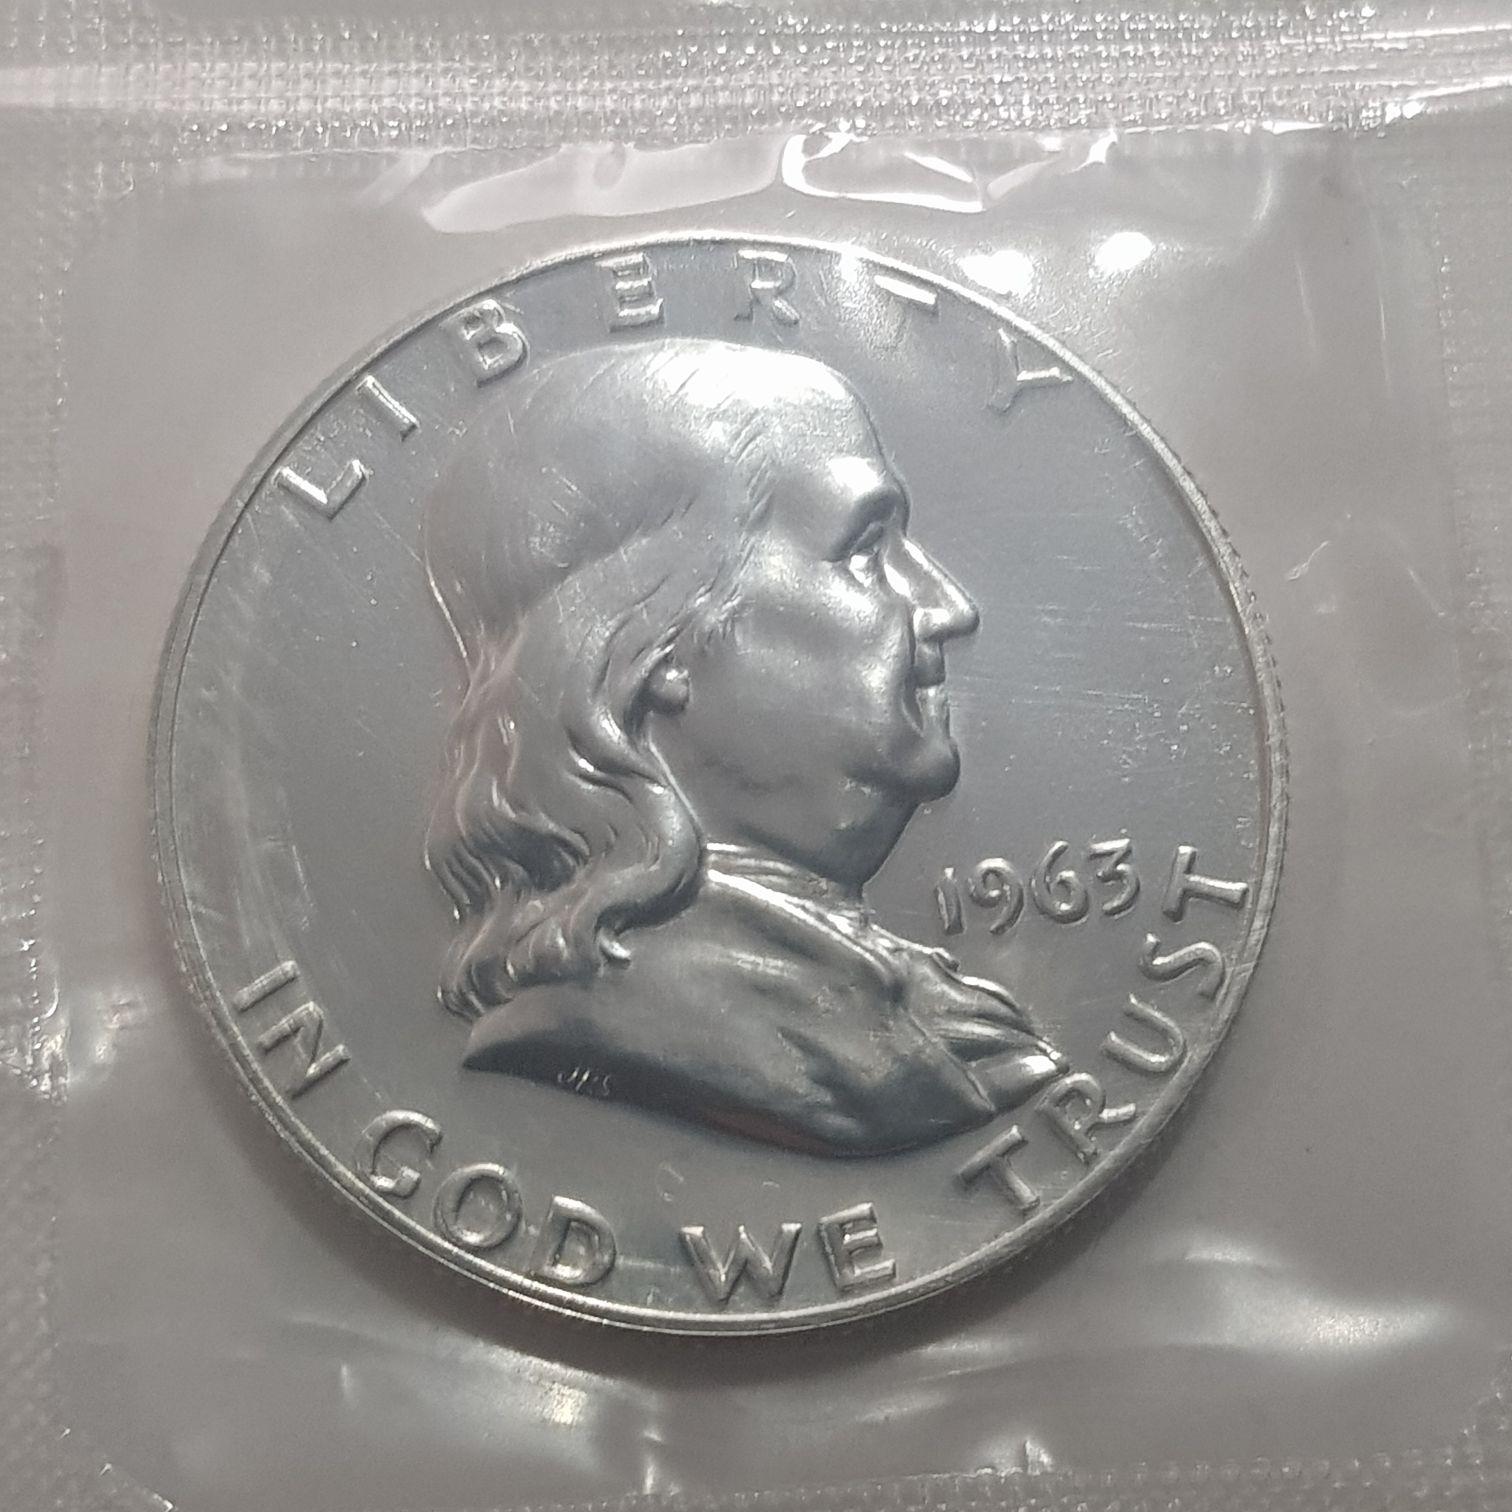 LIBERTY
1963
IN GOD WE TRUST
JRS